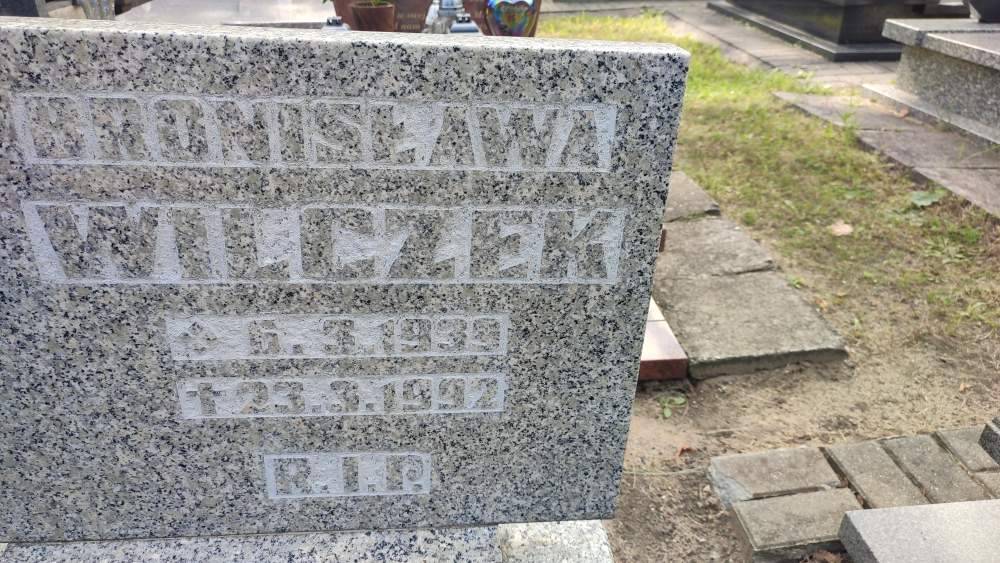 BRONISŁAWA
WILCZEK
6.3.1939
✝23.3.1992
R.I.P.